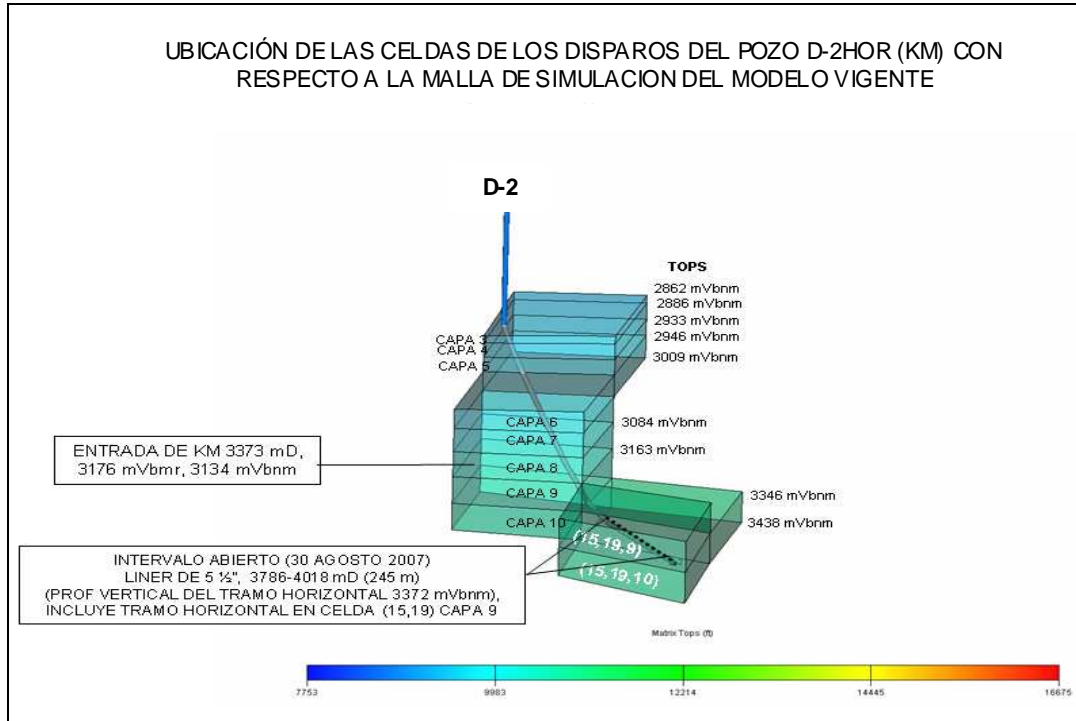 UBICACIÓN DE LAS CELDAS DE LOS DISPAROS DEL POZO D-2HOR (KM) CON
RESPECTO A LA MALLA DE SIMULACION DEL MODELO VIGENTE
D-2
TOPS
2862 mVbnm
2886 mVbnm
2933 mVbnm
2946 mVbnm
3009 mVbnm
CAPA 3
CAPA 4
CAPA 5
CAPA 6
3084 mVbnm
CAPA 7
3163 mVbnm
CAPA 8
CAPA 9
CAPA 10
ENTRADA DE KM 3373 mD,
3176 mVbmr, 3134 mVbnm
3346 mVbnm
3438 mVbnm
(15,19,9)
(15,19,10)
INTERVALO ABIERTO (30 AGOSTO 2007)
LINER DE 5 ½", 3786-4018 mD (245 m)
(PROF VERTICAL DEL TRAMO HORIZONTAL 3372 mVbnm),
INCLUYE TRAMO HORIZONTAL EN CELDA (15,19) CAPA 9
Matrix Tops (ft)
7753 9983 12214 14445 16675